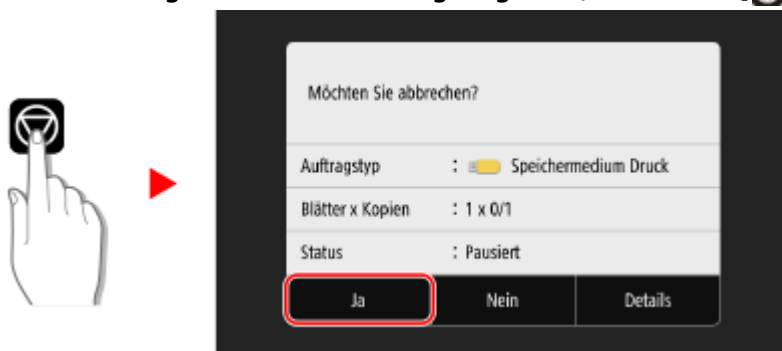 Möchten Sie abbrechen?
Auftragstyp : Speichermedium Druck
Blätter x Kopien : 1 x 0/1
Status : Pausiert
Ja Nein Details